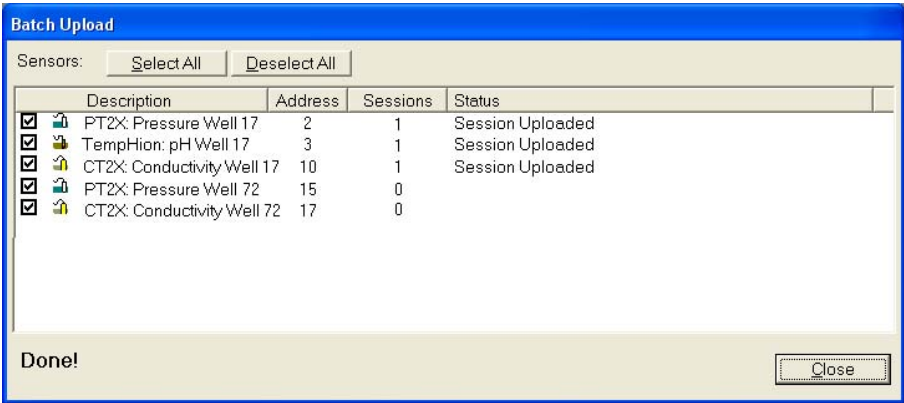 Batch Upload
Sensors: Select All Deselect All
Description Address Sessions Status
PT2X: Pressure Well 17 2 1 Session Uploaded
TempHion: pH Well 17 3 1 Session Uploaded
CT2X: Conductivity Well 17 10 1 Session Uploaded
PT2X: Pressure Well 72 15 0
CT2X: Conductivity Well 72 17 0
Done!
Close